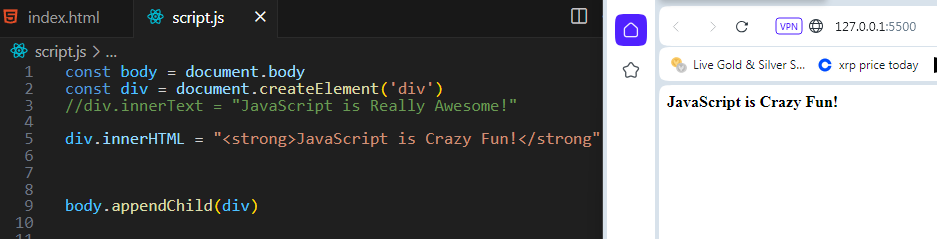 index.html
script.js
script.js > ...
1 const body = document.body
2 const div = document.createElement('div')
3 //div.innerText = "JavaScript is Really Awesome!"
4
5 div.innerHTML = "<strong>JavaScript is Crazy Fun!</strong"
6
7
8
9 body.appendChild(div)
10
11
VPN 127.0.0.1:5500
Live Gold & Silver S... xrp price today
JavaScript is Crazy Fun!